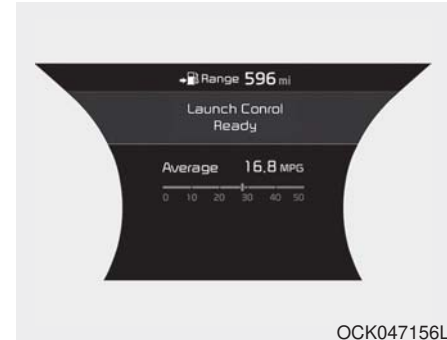 Range 596 mi
Launch Conrol
Ready
Average 16.8 MPG
0 10 20 30 40 50
OCK047156L